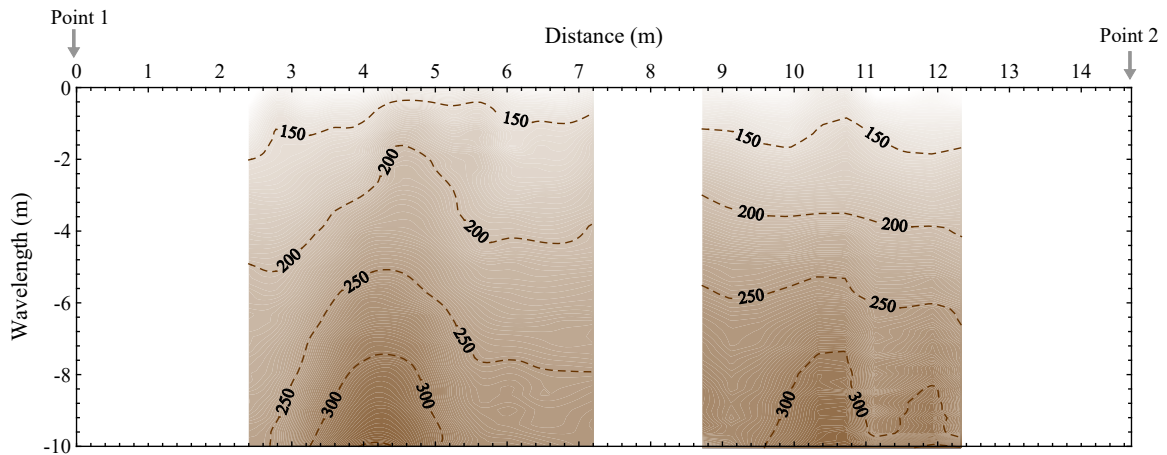 Point 1
Point 2
Distance (m)
0 1 2 3 4 5 6 7 8 9 10 11 12 13 14
Wavelength (m)
0
-2
-4
-6
-8
-10
150 150 150 150
200 200 200 200 200
250 250 250 250
250
300 300 300 300